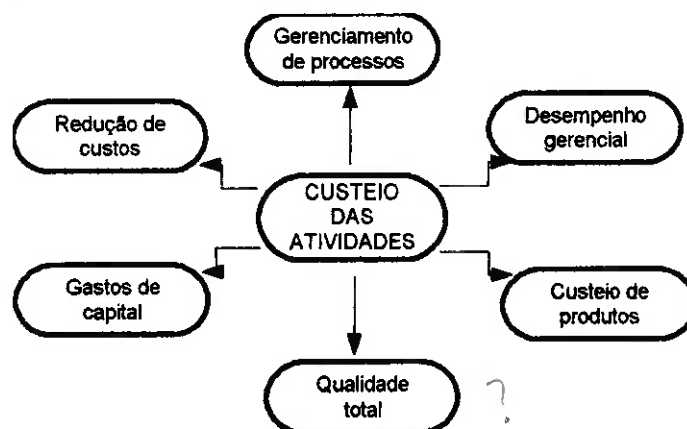 Gerenciamento
de processos
Redução de
custos
Desempenho
gerencial
CUSTEIO
DAS
ATIVIDADES
Gastos de
capital
Custeio de
produtos
Qualidade
total
?